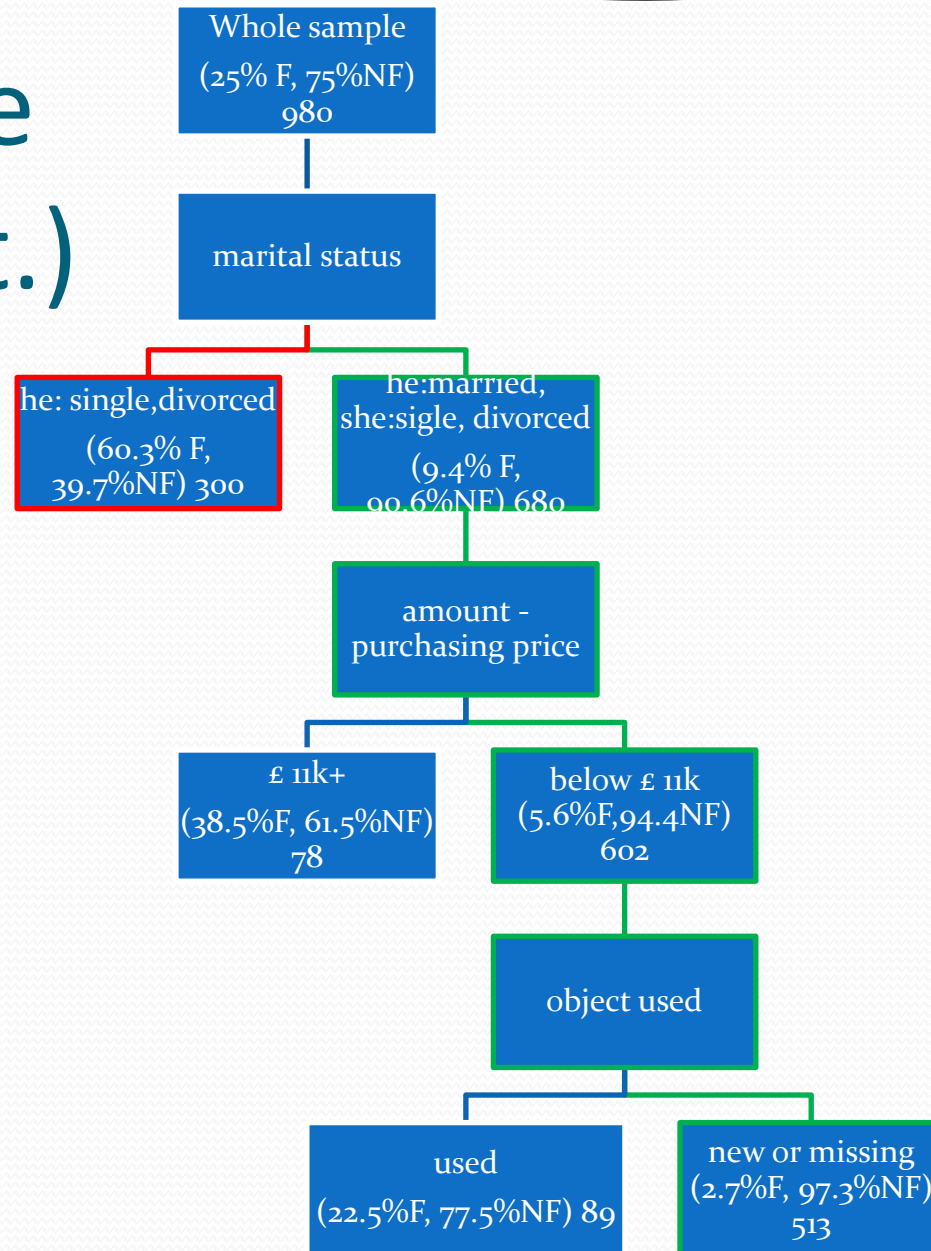 e
t.)
Whole sample
(25% F, 75%NF)
980
marital status
he: single,divorced
(60.3% F,
39.7%NF) 300
he:married,
she:sigle, divorced
(9.4% F,
90.6%NF) 680
amount -
purchasing price
£ 11k+
(38.5%F, 61.5%NF)
78
below £ 11k
(5.6%F,94.4NF)
602
object used
used
(22.5%F, 77.5%NF) 89
new or missing
(2.7%F, 97.3%NF)
513